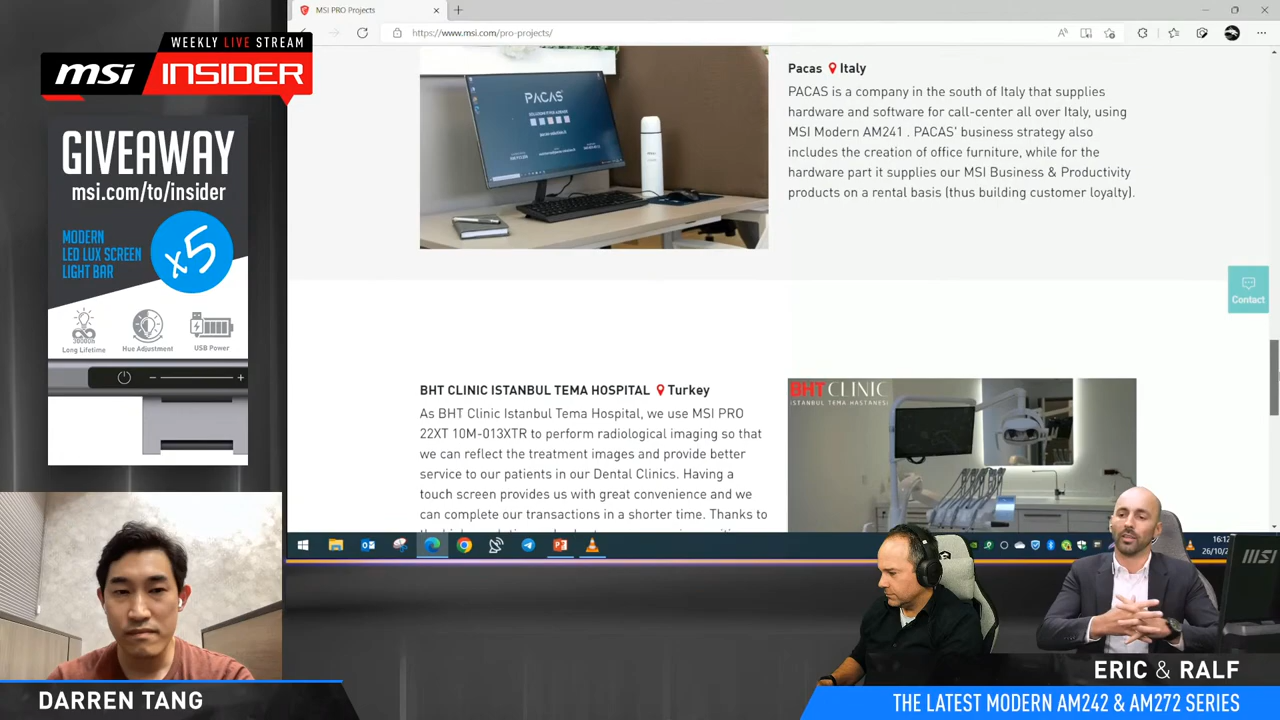 WEEKLY LIVE STREAM
msi INSIDER
GIVEAWAY
msi.com/to/insider
MODERN
LED LUX SCREEN
LIGHT BAR
x5
Long Lifetime
Hue Adjustment
USB Power
MSI PRO Projects
https://www.msi.com/pro-projects/
PACAS
Pacas Italy
PACAS is a company in the south of Italy that supplies
hardware and software for call-center all over Italy, using
MSI Modern AM241 . PACAS' business strategy also
includes the creation of office furniture, while for the
hardware part it supplies our MSI Business & Productivity
products on a rental basis (thus building customer loyalty).
Contact
BHT CLINIC ISTANBUL TEMA HOSPITAL Turkey
As BHT Clinic Istanbul Tema Hospital, we use MSI PRO
22XT 10M-013XTR to perform radiological imaging so that
we can reflect the treatment images and provide better
service to our patients in our Dental Clinics. Having a
touch screen provides us with great convenience and we
can complete our transactions in a shorter time. Thanks to
BHT CLINIC
ISTANBUL TEMA HASTANESİ
16:12
26/10/
msi
DARREN TANG
ERIC & RALF
THE LATEST MODERN AM242 & AM272 SERIES